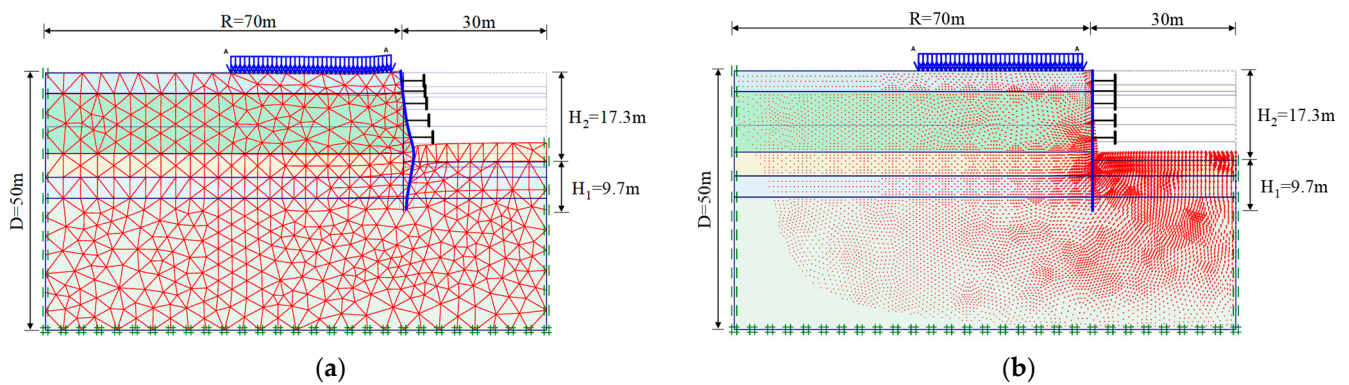 R=70m
30m
A
A
H₂=17.3m
D=50m
H₁=9.7m
(a)
R=70m
30m
A
A
H₂=17.3m
D=50m
H₁=9.7m
(b)